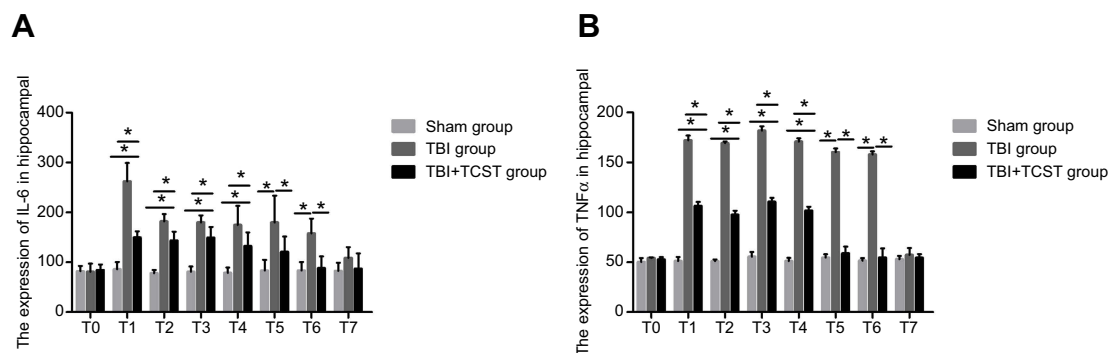 A
The expression of IL-6 in hippocampal
400
300
200
100
0
* * * * * * * * * * * *
T0 T1 T2 T3 T4 T5 T6 T7
Sham group
TBI group
TBI+TCST group
B
The expression of TNFα in hippocampal
200
150
100
50
0
* * * * * * * * * * * *
T0 T1 T2 T3 T4 T5 T6 T7
Sham group
TBI group
TBI+TCST group